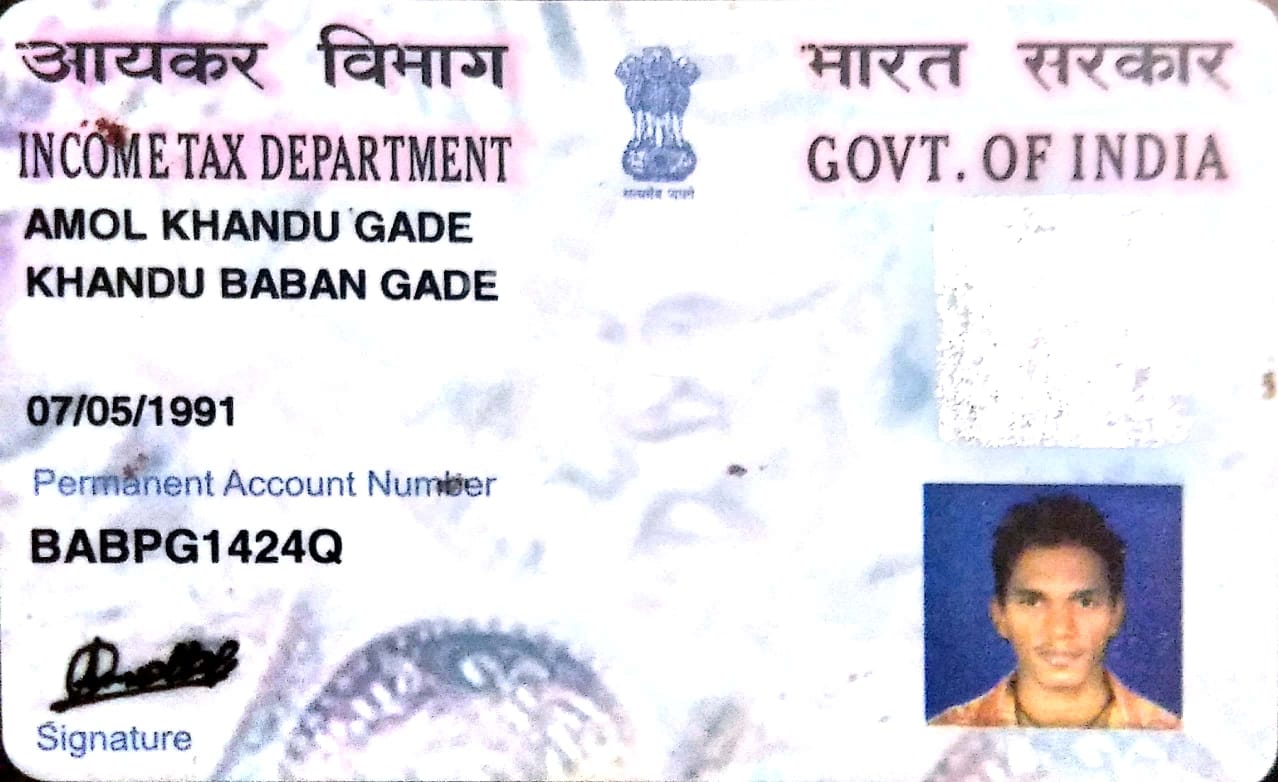 आयकर विभाग
भारत सरकार
INCOME TAX DEPARTMENT
GOVT. OF INDIA
सत्यमेव जयते
AMOL KHANDU GADE
KHANDU BABAN GADE
07/05/1991
Permanent Account Number
BABPG1424Q
Signature